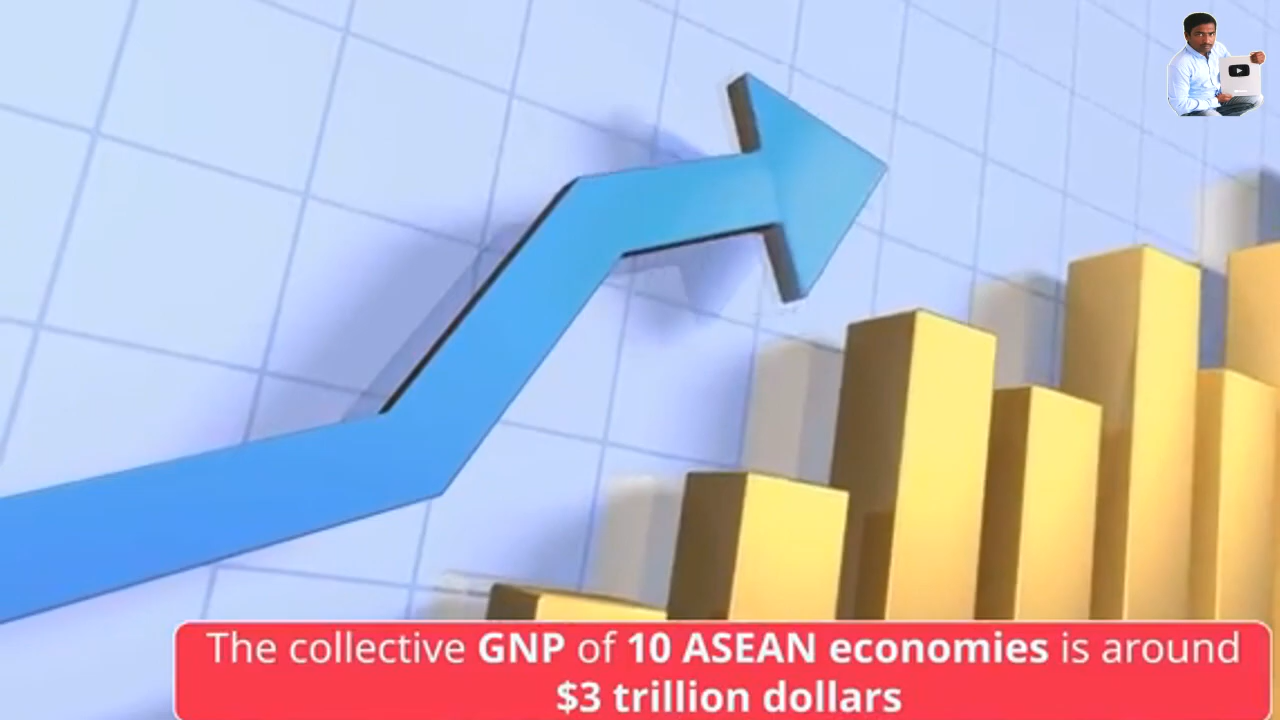 The collective GNP of 10 ASEAN economies is around
$3 trillion dollars